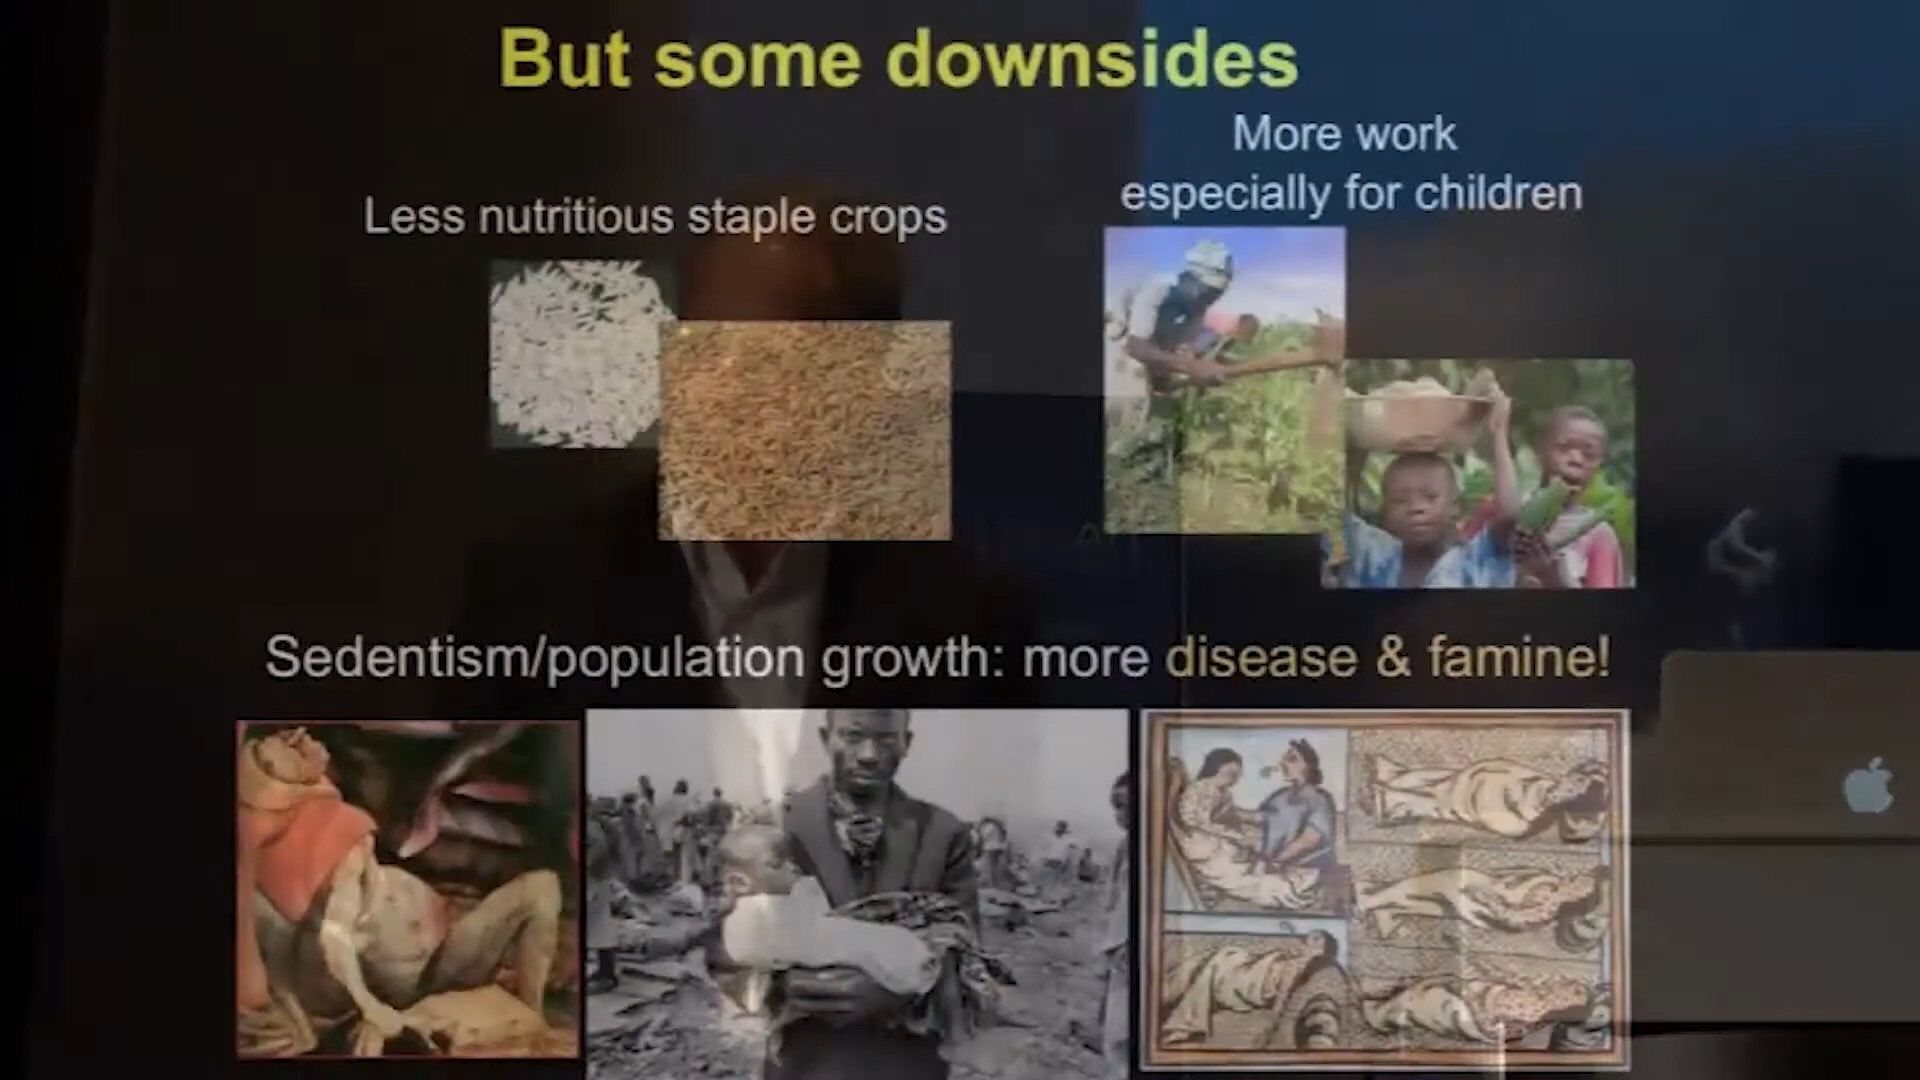 But some downsides
More work
especially for children
Less nutritious staple crops
Sedentism/population growth: more disease & famine!